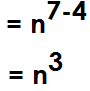 = n⁷⁻⁴
= n³